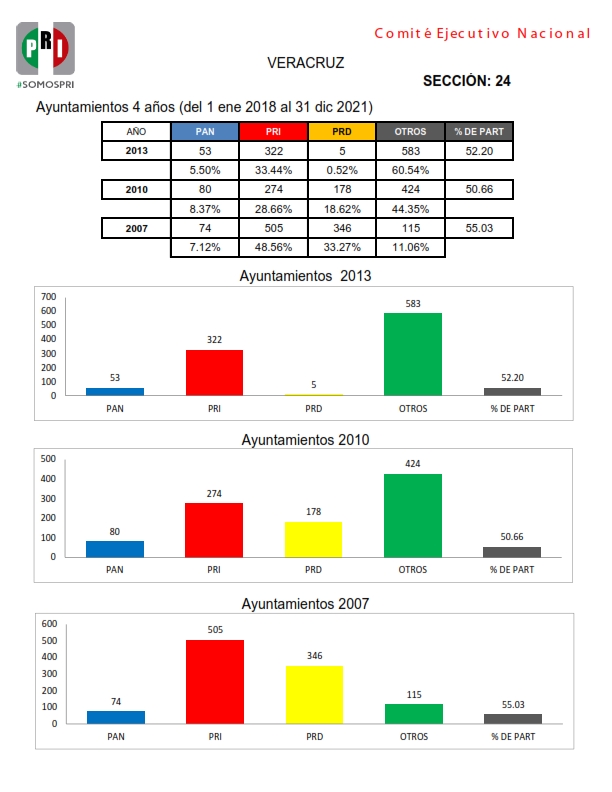 Comité Ejecutivo Nacional
PRI
#SOMOSPRI
VERACRUZ
SECCIÓN: 24
Ayuntamientos 4 años (del 1 ene 2018 al 31 dic 2021)
AÑO PAN PRI PRD OTROS % DE PART
2013 53 322 5 583 52.20
5.50% 33.44% 0.52% 60.54%
2010 80 274 178 424 50.66
8.37% 28.66% 18.62% 44.35%
2007 74 505 346 115 55.03
7.12% 48.56% 33.27% 11.06%
Ayuntamientos 2013
700
600
500
400
300
200
100
0
53 322 5 583 52.20
PAN PRI PRD OTROS % DE PART
Ayuntamientos 2010
500
400
300
200
100
0
80 274 178 424 50.66
PAN PRI PRD OTROS % DE PART
Ayuntamientos 2007
600
500
400
300
200
100
0
74 505 346 115 55.03
PAN PRI PRD OTROS % DE PART